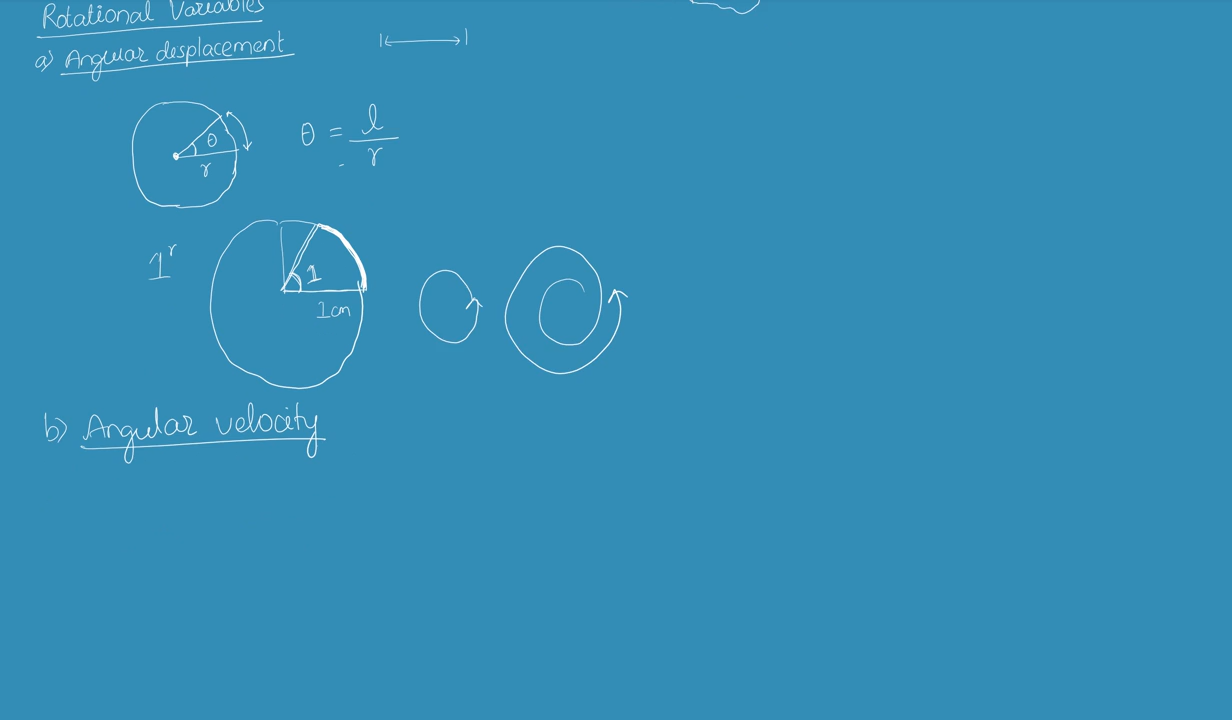 Rotational Variables
a) Angular displacement
θ
r
θ = l/r
1ʳ
1
1cm
b) Angular velocity